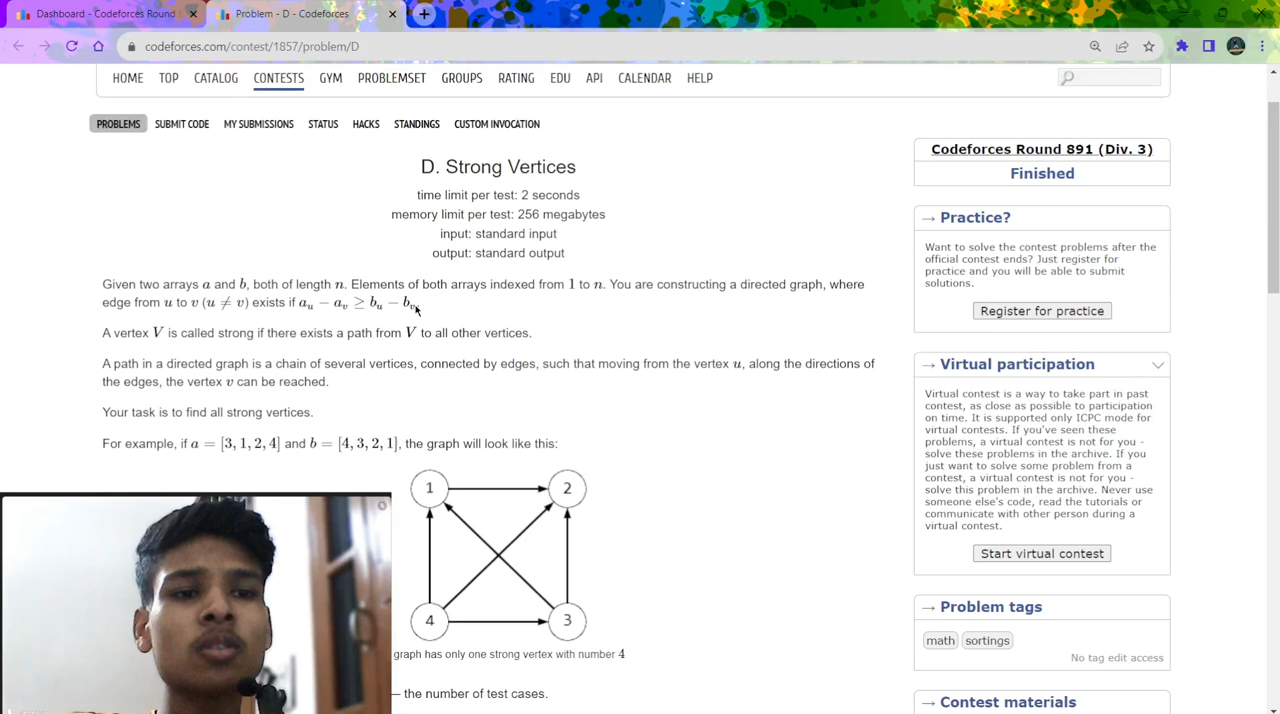 Dashboard - Codeforces Round
Problem - D - Codeforces
codeforces.com/contest/1857/problem/D
HOME TOP CATALOG CONTESTS GYM PROBLEMSET GROUPS RATING EDU API CALENDAR HELP
PROBLEMS SUBMIT CODE MY SUBMISSIONS STATUS HACKS STANDINGS CUSTOM INVOCATION
D. Strong Vertices
time limit per test: 2 seconds
memory limit per test: 256 megabytes
input: standard input
output: standard output
Given two arrays a and b, both of length n. Elements of both arrays indexed from 1 to n. You are constructing a directed graph, where
edge from u to v (u ≠ v) exists if a_u − a_v ≥ b_u − b_v.
A vertex V is called strong if there exists a path from V to all other vertices.
A path in a directed graph is a chain of several vertices, connected by edges, such that moving from the vertex u, along the directions of
the edges, the vertex v can be reached.
Your task is to find all strong vertices.
For example, if a = [3, 1, 2, 4] and b = [4, 3, 2, 1], the graph will look like this:
1 2
4 3
graph has only one strong vertex with number 4
— the number of test cases.
Codeforces Round 891 (Div. 3)
Finished
→ Practice?
Want to solve the contest problems after the
official contest ends? Just register for
practice and you will be able to submit
solutions.
Register for practice
→ Virtual participation
Virtual contest is a way to take part in past
contest, as close as possible to participation
on time. It is supported only ICPC mode for
virtual contests. If you've seen these
problems, a virtual contest is not for you -
solve these problems in the archive. If you
just want to solve some problem from a
contest, a virtual contest is not for you -
solve this problem in the archive. Never use
someone else's code, read the tutorials or
communicate with other person during a
virtual contest.
Start virtual contest
→ Problem tags
math sortings
No tag edit access
→ Contest materials